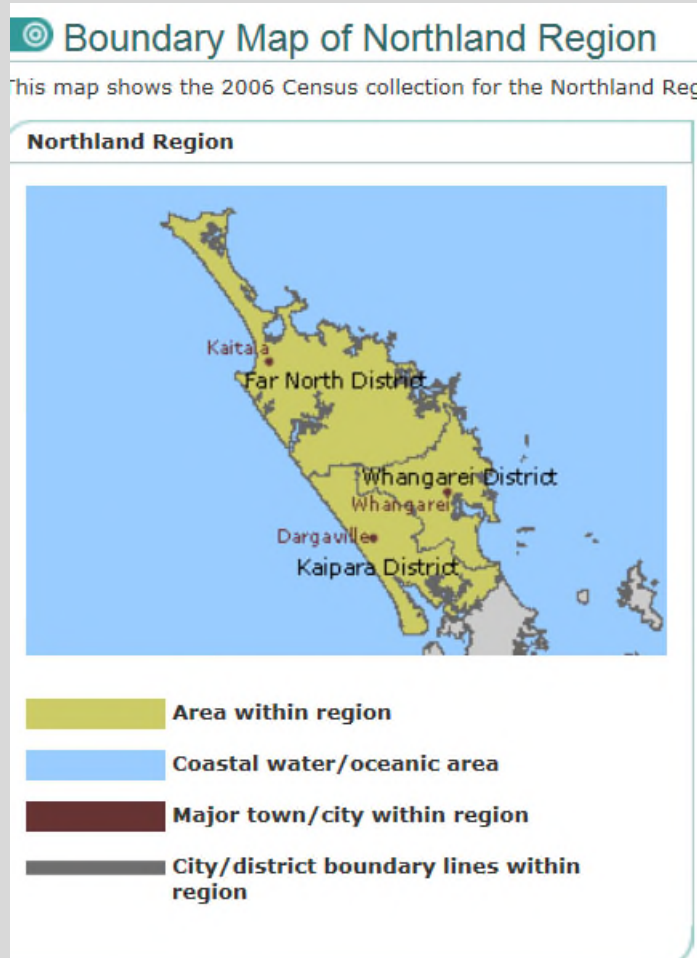 Boundary Map of Northland Region
This map shows the 2006 Census collection for the Northland Reg
Northland Region
Kaitala
Far North District
Whangarei District
Whangarei
Dargaville
Kaipara District
Area within region
Coastal water/oceanic area
Major town/city within region
City/district boundary lines within
region